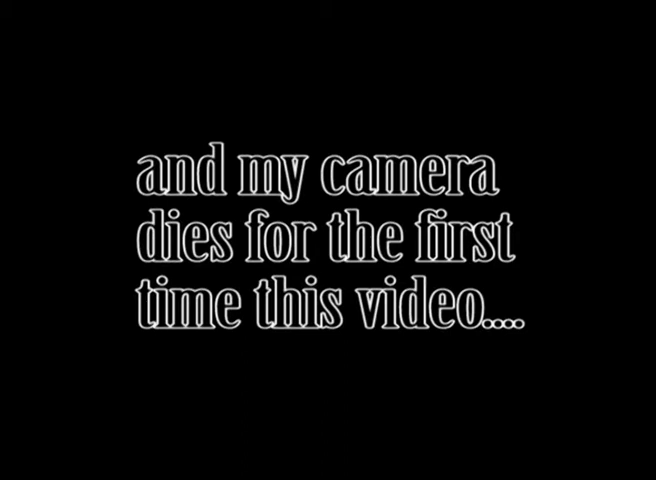 and my camera
dies for the first
time this video....